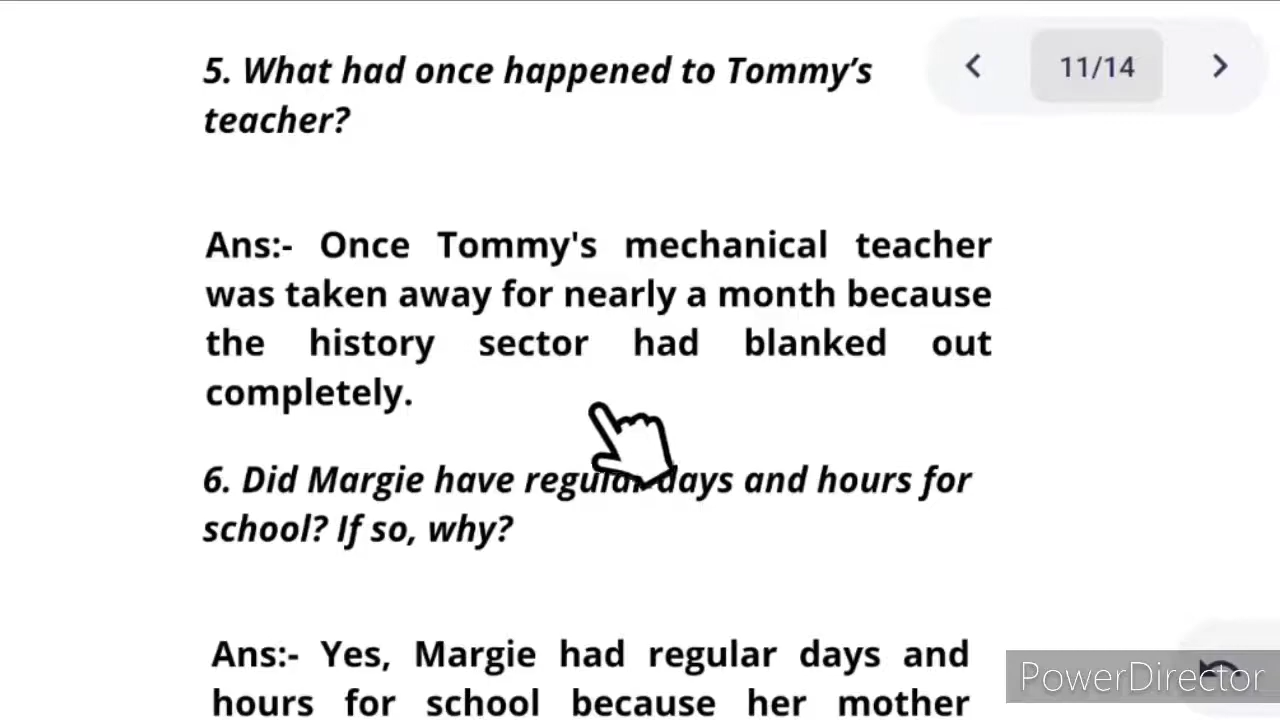 5. What had once happened to Tommy’s
teacher?
11/14
Ans:- Once Tommy's mechanical teacher
was taken away for nearly a month because
the history sector had blanked out
completely.
6. Did Margie have regular days and hours for
school? If so, why?
Ans:- Yes, Margie had regular days and
hours for school because her mother
PowerDirector